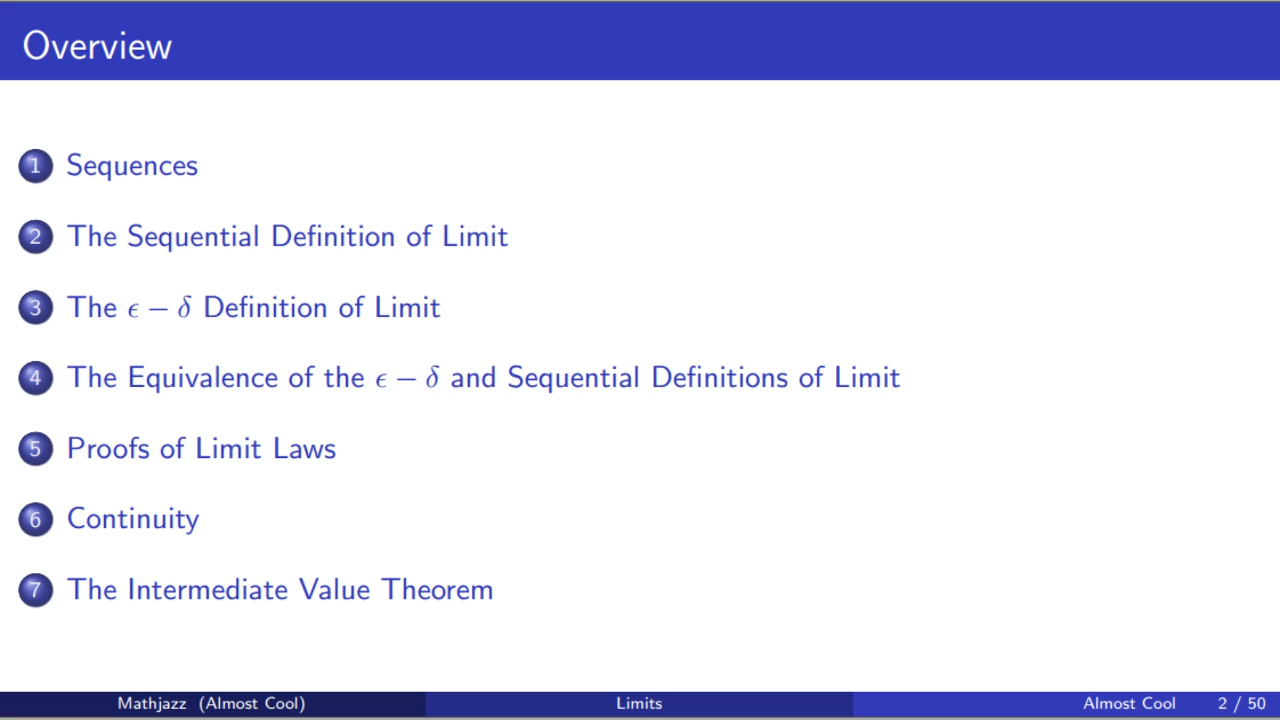 Overview
1 Sequences
2 The Sequential Definition of Limit
3 The ϵ − δ Definition of Limit
4 The Equivalence of the ϵ − δ and Sequential Definitions of Limit
5 Proofs of Limit Laws
6 Continuity
7 The Intermediate Value Theorem
Mathjazz (Almost Cool) Limits Almost Cool 2 / 50